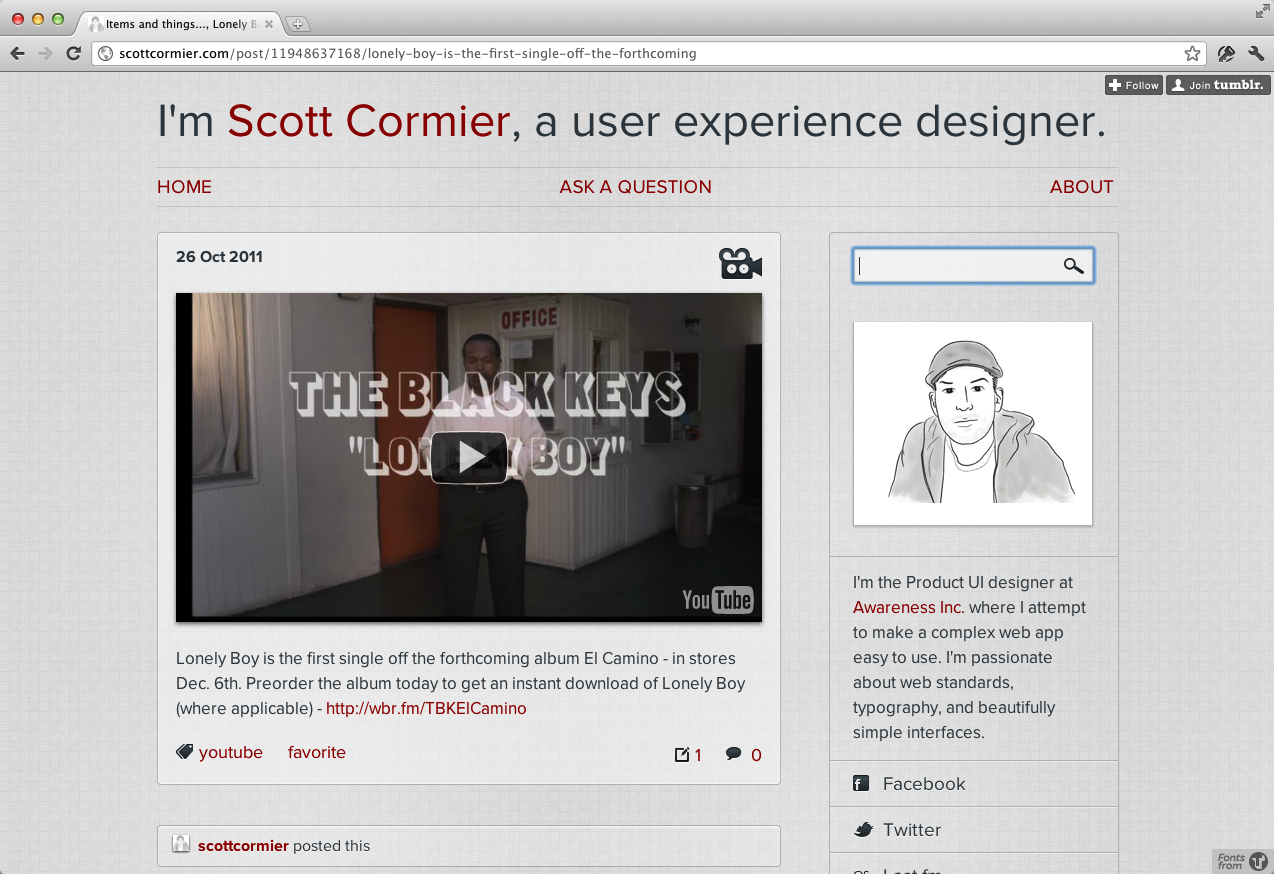 Items and things..., Lonely B
scottcormier.com/post/11948637168/lonely-boy-is-the-first-single-off-the-forthcoming
Follow
Join tumblr.
I'm Scott Cormier, a user experience designer.
HOME
ASK A QUESTION
ABOUT
26 Oct 2011
OFFICE
THE BLACK KEYS
"LONELY BOY"
YouTube
Lonely Boy is the first single off the forthcoming album El Camino - in stores
Dec. 6th. Preorder the album today to get an instant download of Lonely Boy
(where applicable) - http://wbr.fm/TBKElCamino
youtube
favorite
1
0
scottcormier posted this
I'm the Product UI designer at
Awareness Inc. where I attempt
to make a complex web app
easy to use. I'm passionate
about web standards,
typography, and beautifully
simple interfaces.
Facebook
Twitter
Last.fm
Fonts
from